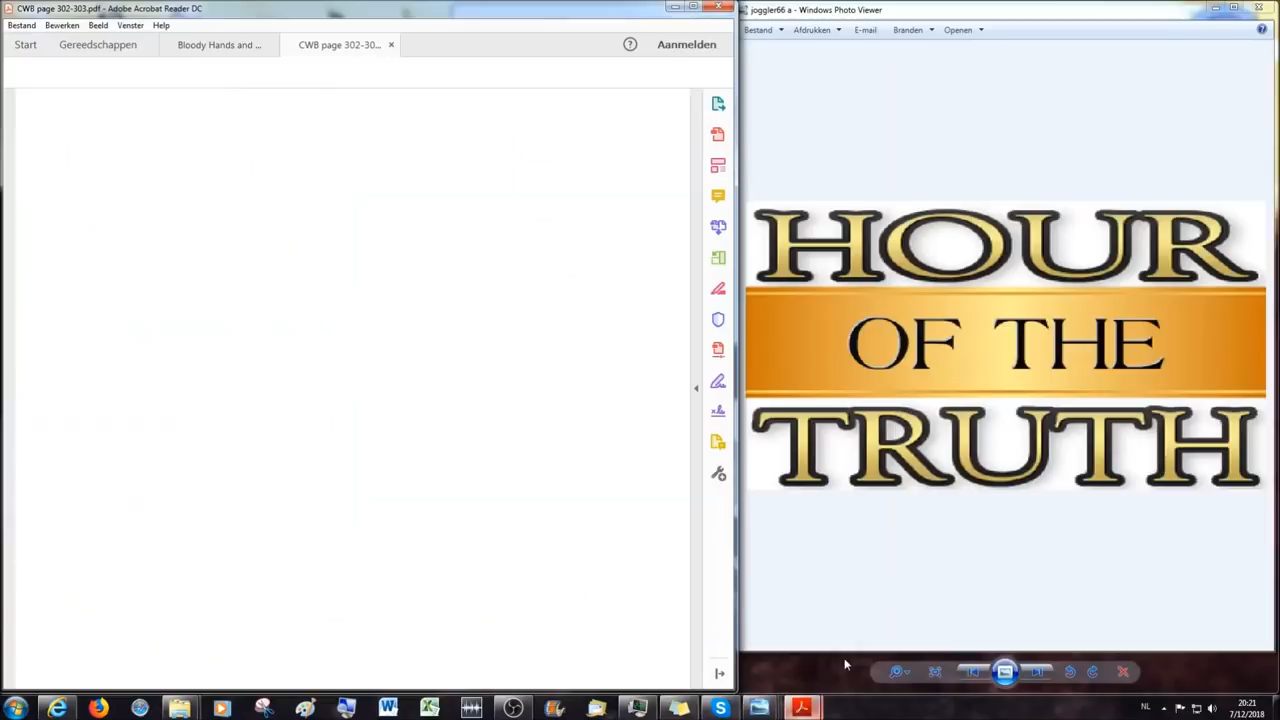 CWB page 302-303.pdf - Adobe Acrobat Reader DC
Bestand Bewerken Beeld Venster Help
Start Gereedschappen Bloody Hands and ... CWB page 302-30... × Aanmelden
joggler66 a - Windows Photo Viewer
Bestand Afdrukken E-mail Branden Openen
HOUR
OF THE
TRUTH
NL 20:21
7/12/2018